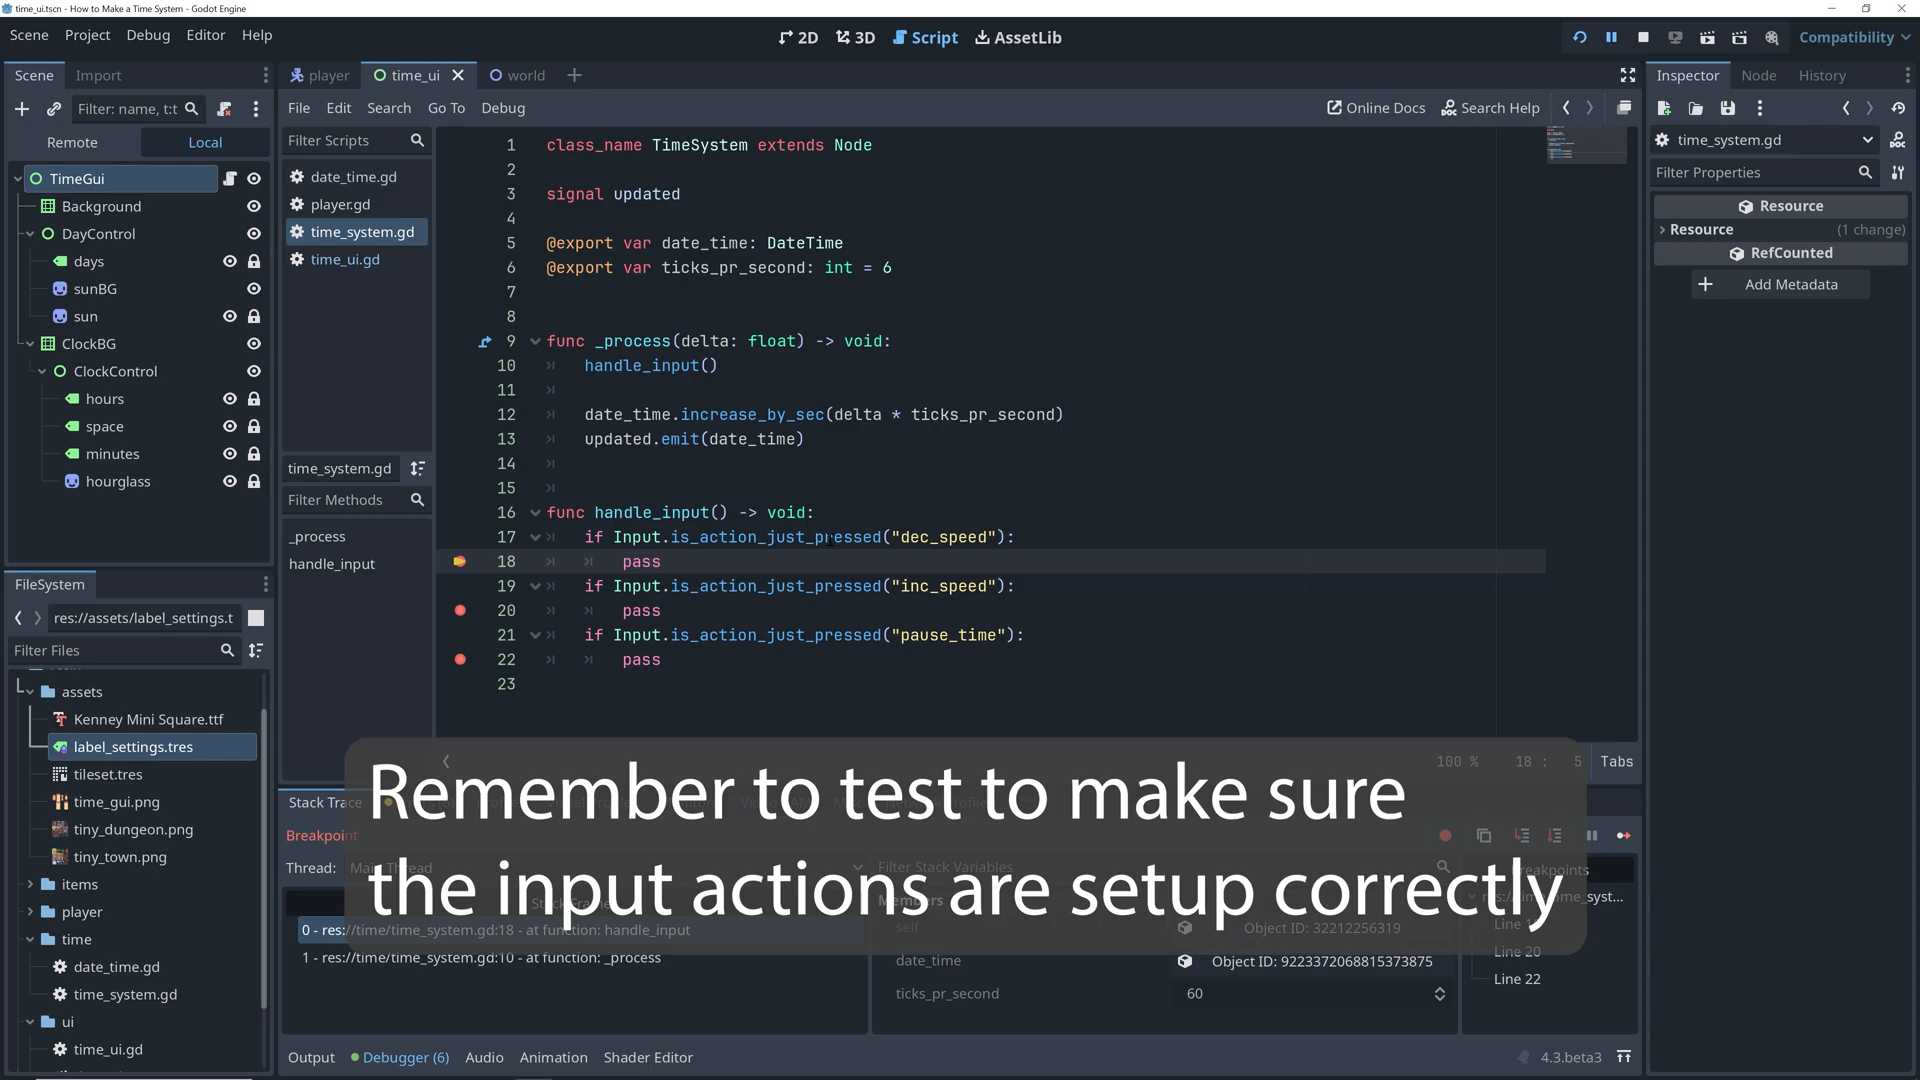 time_ui.tscn - How to Make a Time System - Godot Engine
Scene Project Debug Editor Help
2D 3D Script AssetLib
Compatibility
Scene Import
Filter: name, t:t
Remote Local
TimeGui
Background
DayControl
days
sunBG
sun
ClockBG
ClockControl
hours
space
minutes
hourglass
FileSystem
res://assets/label_settings.t
Filter Files
assets
Kenney Mini Square.ttf
label_settings.tres
tileset.tres
time_gui.png
tiny_dungeon.png
tiny_town.png
items
player
time
date_time.gd
time_system.gd
ui
time_ui.gd
player time_ui world
File Edit Search Go To Debug
Online Docs Search Help
Filter Scripts
date_time.gd
player.gd
time_system.gd
time_ui.gd
time_system.gd
Filter Methods
_process
handle_input
1 class_name TimeSystem extends Node
2
3 signal updated
4
5 @export var date_time: DateTime
6 @export var ticks_pr_second: int = 6
7
8
9 func _process(delta: float) -> void:
10 handle_input()
11
12 date_time.increase_by_sec(delta * ticks_pr_second)
13 updated.emit(date_time)
14
15
16 func handle_input() -> void:
17 if Input.is_action_just_pressed("dec_speed"):
18 pass
19 if Input.is_action_just_pressed("inc_speed"):
20 pass
21 if Input.is_action_just_pressed("pause_time"):
22 pass
23
100 % 18 : 5 Tabs
Remember to test to make sure
the input actions are setup correctly
Stack Trace
Breakpoint
Thread: Main Thread
Filter Stack Variables
0 - res://time/time_system.gd:18 - at function: handle_input
1 - res://time/time_system.gd:10 - at function: _process
Members
self Object ID: 32212256319
date_time Object ID: 9223372068815373875
ticks_pr_second 60
Line 20
Line 22
Output Debugger (6) Audio Animation Shader Editor
4.3.beta3
Inspector Node History
time_system.gd
Filter Properties
Resource
Resource (1 change)
RefCounted
Add Metadata